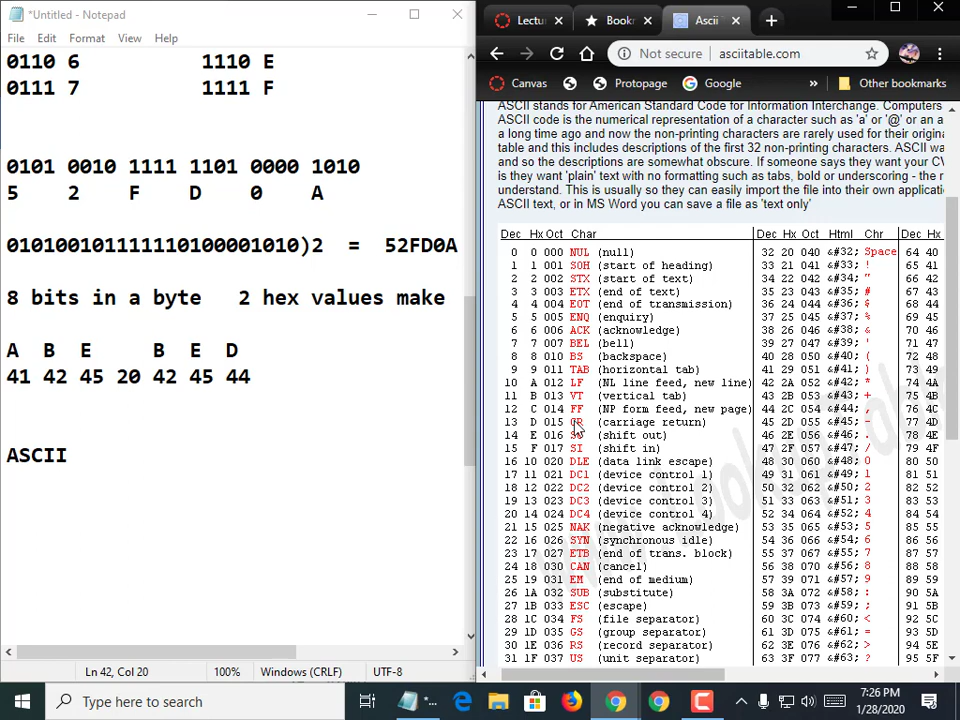 *Untitled - Notepad
File Edit Format View Help
0110 6 1110 E
0111 7 1111 F
0101 0010 1111 1101 0000 1010
5 2 F D 0 A
010100101111110100001010)2 = 52FD0A
8 bits in a byte 2 hex values make
A B E B E D
41 42 45 20 42 45 44
ASCII
Ln 42, Col 20 100% Windows (CRLF) UTF-8
Lectu Bookr Ascii
Not secure asciitable.com
Canvas Protopage Google » Other bookmarks
ASCII stands for American Standard Code for Information Interchange. Computers
ASCII code is the numerical representation of a character such as 'a' or '@' or an a
a long time ago and now the non-printing characters are rarely used for their origina
table and this includes descriptions of the first 32 non-printing characters. ASCII wa
and so the descriptions are somewhat obscure. If someone says they want your CV
is they want 'plain' text with no formatting such as tabs, bold or underscoring - the r
understand. This is usually so they can easily import the file into their own applicati
ASCII text, or in MS Word you can save a file as 'text only'
Dec Hx Oct Char Dec Hx Oct Html Chr Dec Hx
0 0 000 NUL (null) 32 20 040 &#32; Space 64 40
1 1 001 SOH (start of heading) 33 21 041 &#33; ! 65 41
2 2 002 STX (start of text) 34 22 042 &#34; " 66 42
3 3 003 ETX (end of text) 35 23 043 &#35; # 67 43
4 4 004 EOT (end of transmission) 36 24 044 &#36; $ 68 44
5 5 005 ENQ (enquiry) 37 25 045 &#37; % 69 45
6 6 006 ACK (acknowledge) 38 26 046 &#38; & 70 46
7 7 007 BEL (bell) 39 27 047 &#39; ' 71 47
8 8 010 BS (backspace) 40 28 050 &#40; ( 72 48
9 9 011 TAB (horizontal tab) 41 29 051 &#41; ) 73 49
10 A 012 LF (NL line feed, new line) 42 2A 052 &#42; * 74 4A
11 B 013 VT (vertical tab) 43 2B 053 &#43; + 75 4B
12 C 014 FF (NP form feed, new page) 44 2C 054 &#44; , 76 4C
13 D 015 CR (carriage return) 45 2D 055 &#45; - 77 4D
14 E 016 SO (shift out) 46 2E 056 &#46; . 78 4E
15 F 017 SI (shift in) 47 2F 057 &#47; / 79 4F
16 10 020 DLE (data link escape) 48 30 060 &#48; 0 80 50
17 11 021 DC1 (device control 1) 49 31 061 &#49; 1 81 51
18 12 022 DC2 (device control 2) 50 32 062 &#50; 2 82 52
19 13 023 DC3 (device control 3) 51 33 063 &#51; 3 83 53
20 14 024 DC4 (device control 4) 52 34 064 &#52; 4 84 54
21 15 025 NAK (negative acknowledge) 53 35 065 &#53; 5 85 55
22 16 026 SYN (synchronous idle) 54 36 066 &#54; 6 86 56
23 17 027 ETB (end of trans. block) 55 37 067 &#55; 7 87 57
24 18 030 CAN (cancel) 56 38 070 &#56; 8 88 58
25 19 031 EM (end of medium) 57 39 071 &#57; 9 89 59
26 1A 032 SUB (substitute) 58 3A 072 &#58; : 90 5A
27 1B 033 ESC (escape) 59 3B 073 &#59; ; 91 5B
28 1C 034 FS (file separator) 60 3C 074 &#60; < 92 5C
29 1D 035 GS (group separator) 61 3D 075 &#61; = 93 5D
30 1E 036 RS (record separator) 62 3E 076 &#62; > 94 5E
31 1F 037 US (unit separator) 63 3F 077 &#63; ? 95 5F
Type here to search
7:26 PM
1/28/2020